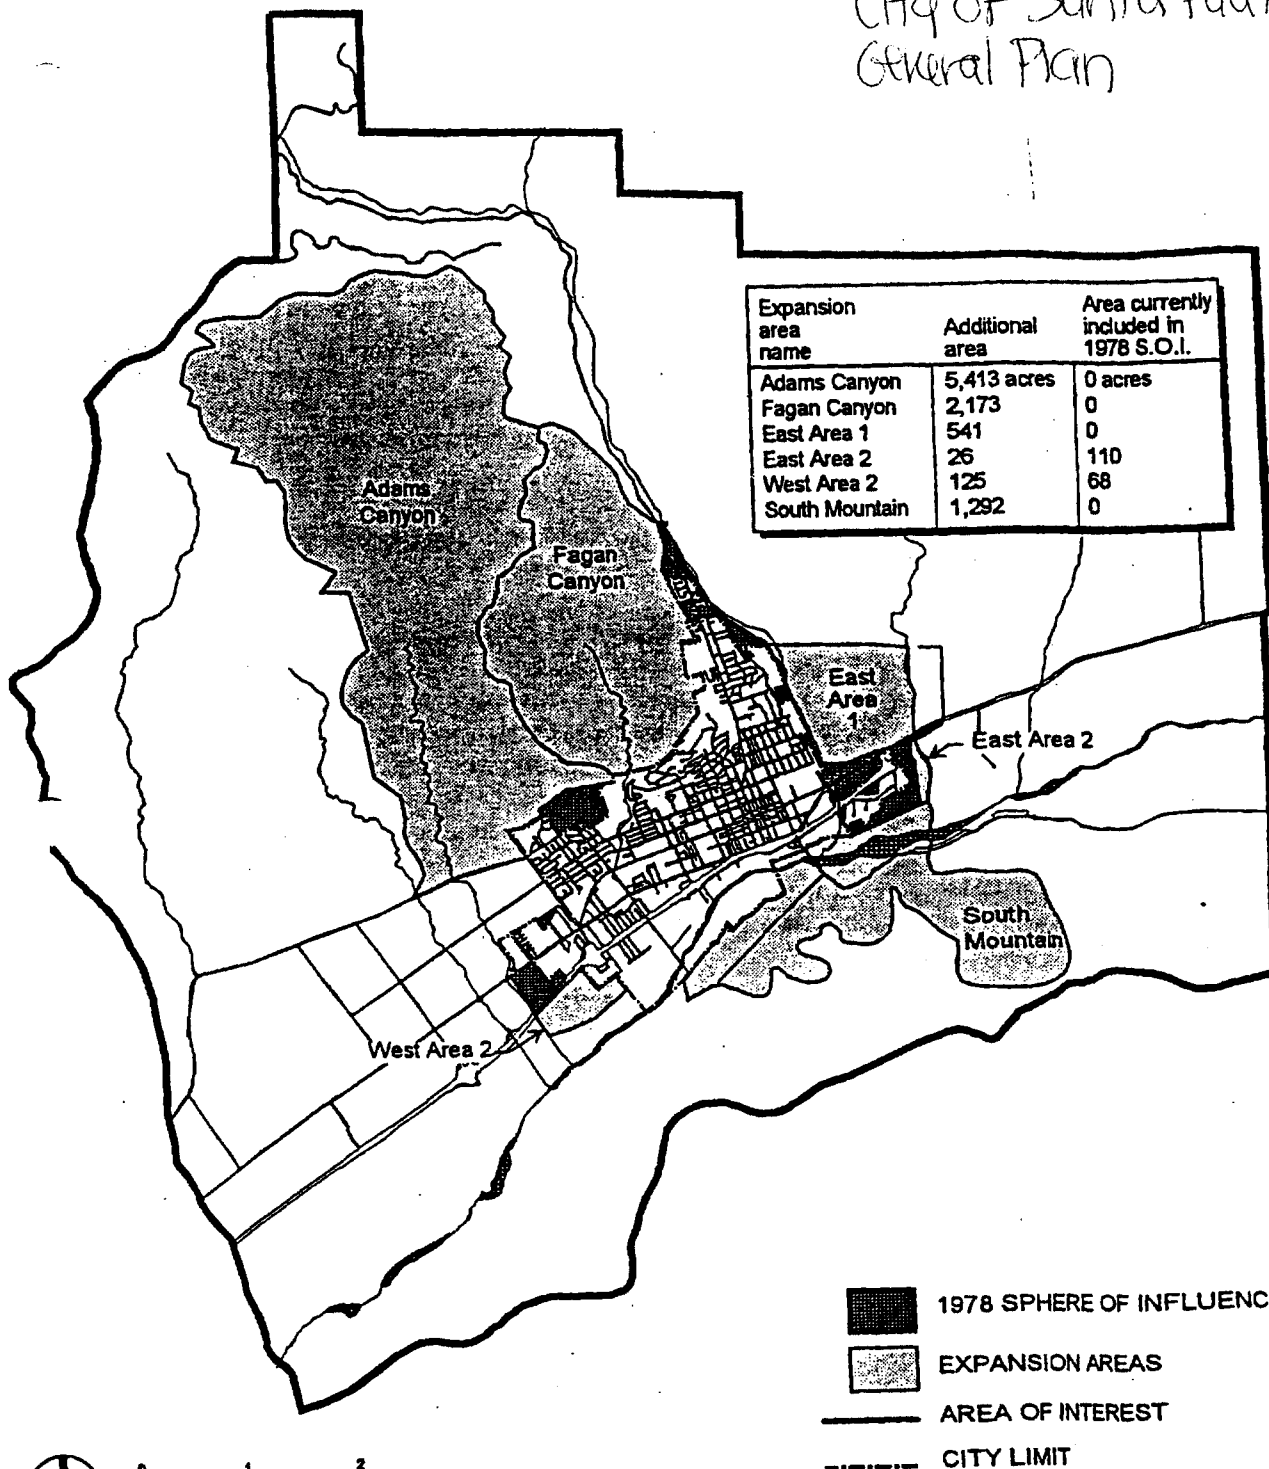 City of Santa Paula
General Plan
Expansion area name Additional area Area currently included in 1978 S.O.I.
Adams Canyon 5,413 acres 0 acres
Fagan Canyon 2,173 0
East Area 1 541 0
East Area 2 26 110
West Area 2 125 68
South Mountain 1,292 0
Adams
Canyon
Fagan
Canyon
East
Area
1
East Area 2
South
Mountain
West Area 2
1978 SPHERE OF INFLUENC
EXPANSION AREAS
AREA OF INTEREST
CITY LIMIT
0 1 2